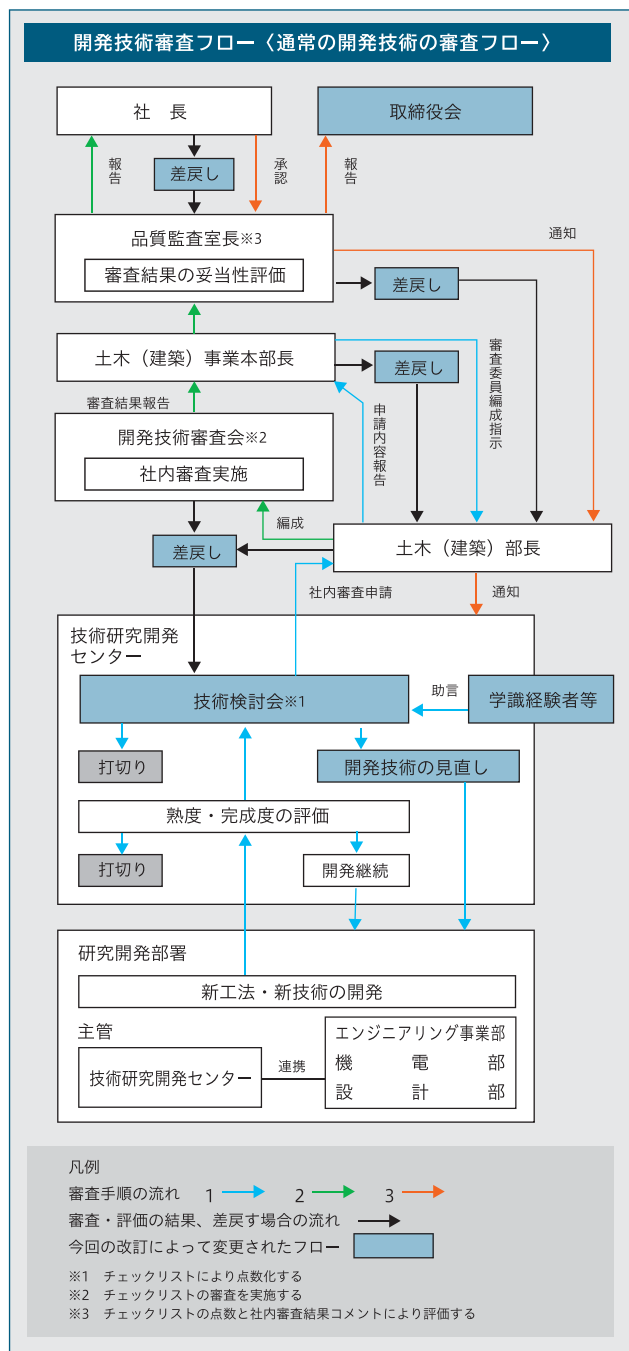 開発技術審査フロー〈通常の開発技術の審査フロー〉
社　長
取締役会
報告
差戻し
承認
報告
品質監査室長※3
審査結果の妥当性評価
通知
差戻し
土木（建築）事業本部長
差戻し
審査委員編成指示
審査結果報告
申請内容報告
開発技術審査会※2
社内審査実施
編成
差戻し
土木（建築）部長
社内審査申請
通知
技術研究開発
センター
技術検討会※1
助言
学識経験者等
打切り
開発技術の見直し
熟度・完成度の評価
打切り
開発継続
研究開発部署
新工法・新技術の開発
主管
技術研究開発センター
連携
エンジニアリング事業部
機　電　部
設　計　部
凡例
審査手順の流れ　1　2　3
審査・評価の結果、差戻す場合の流れ
今回の改訂によって変更されたフロー
※1　チェックリストにより点数化する
※2　チェックリストの審査を実施する
※3　チェックリストの点数と社内審査結果コメントにより評価する